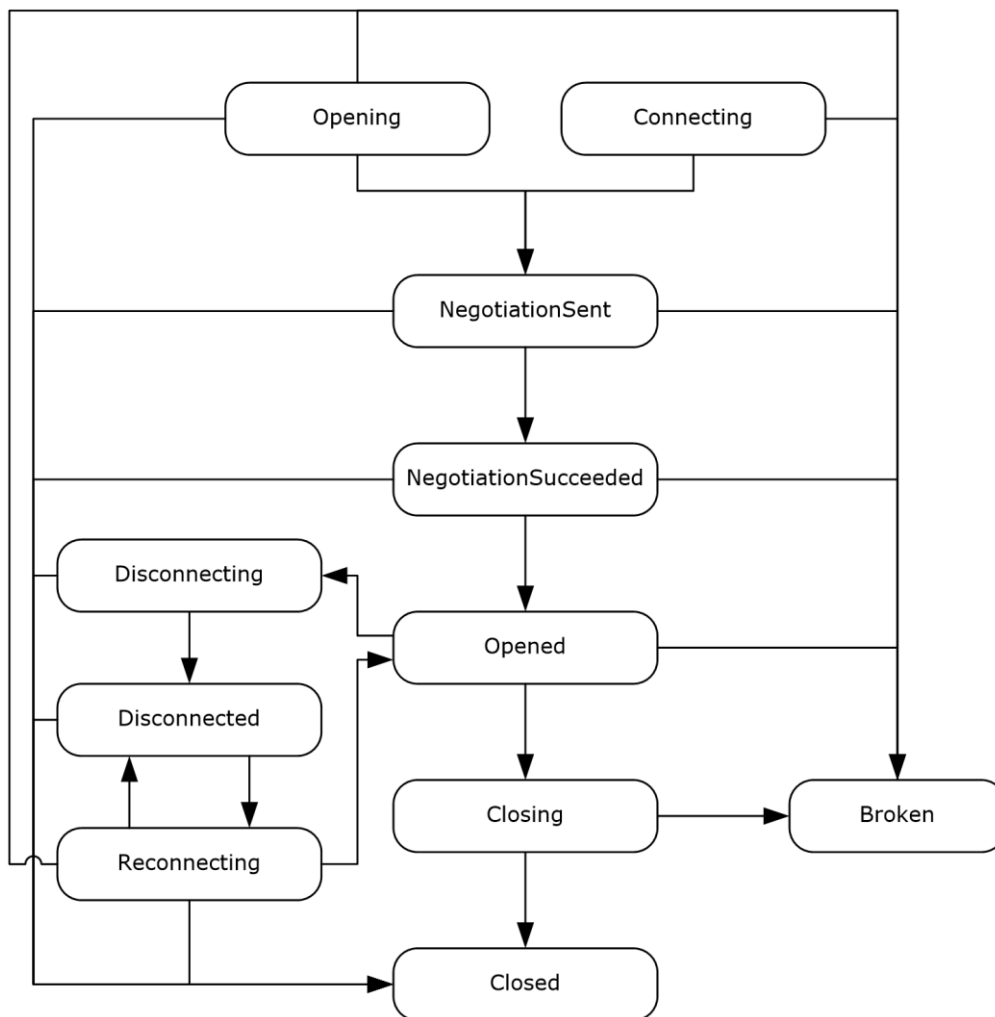 Opening
Connecting
NegotiationSent
NegotiationSucceeded
Disconnecting
Opened
Disconnected
Closing
Broken
Reconnecting
Closed